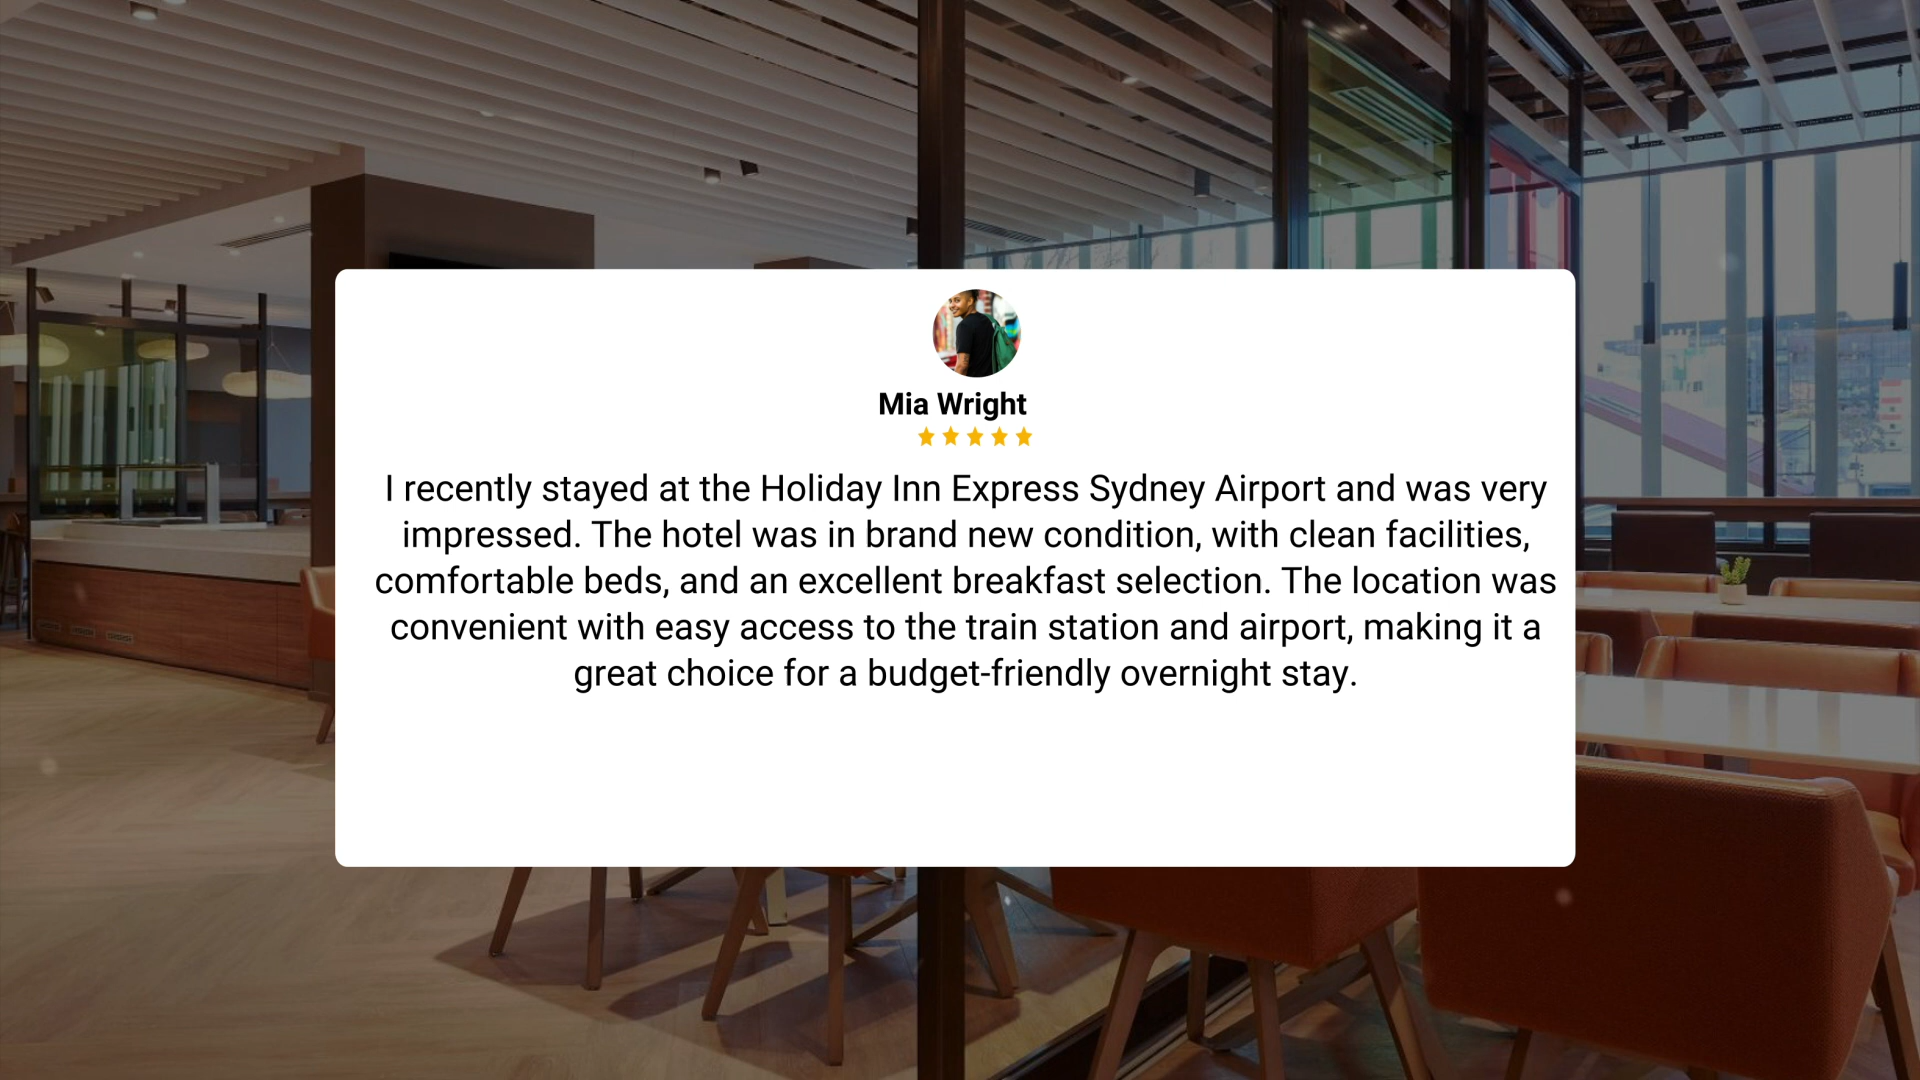 Mia Wright
I recently stayed at the Holiday Inn Express Sydney Airport and was very
impressed. The hotel was in brand new condition, with clean facilities,
comfortable beds, and an excellent breakfast selection. The location was
convenient with easy access to the train station and airport, making it a
great choice for a budget-friendly overnight stay.